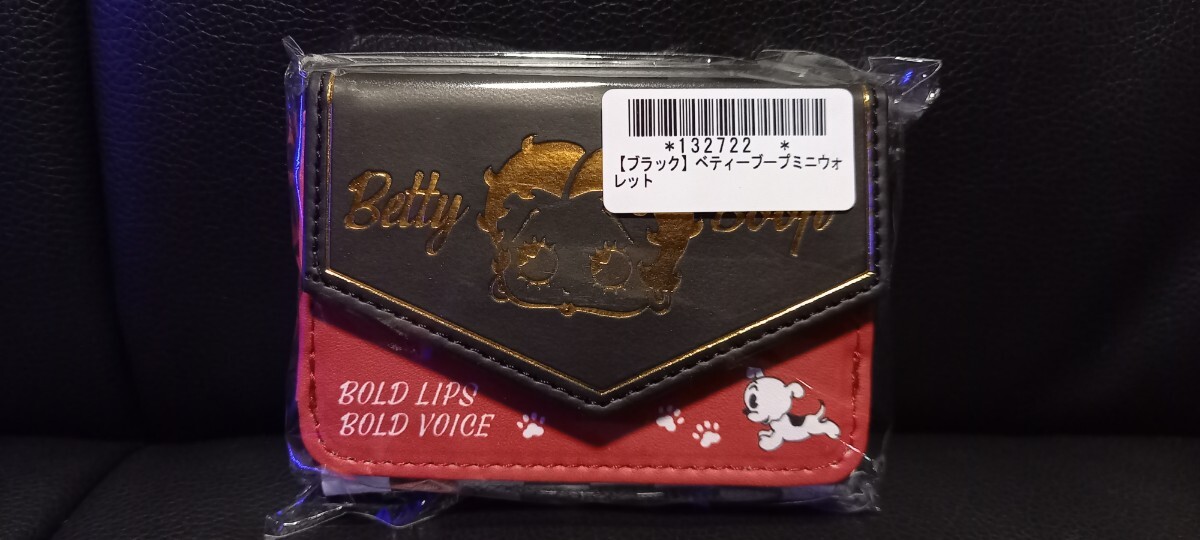 *132722 *
【ブラック】ベティーブープミニウォ
レット
Betty Boop
BOLD LIPS
BOLD VOICE